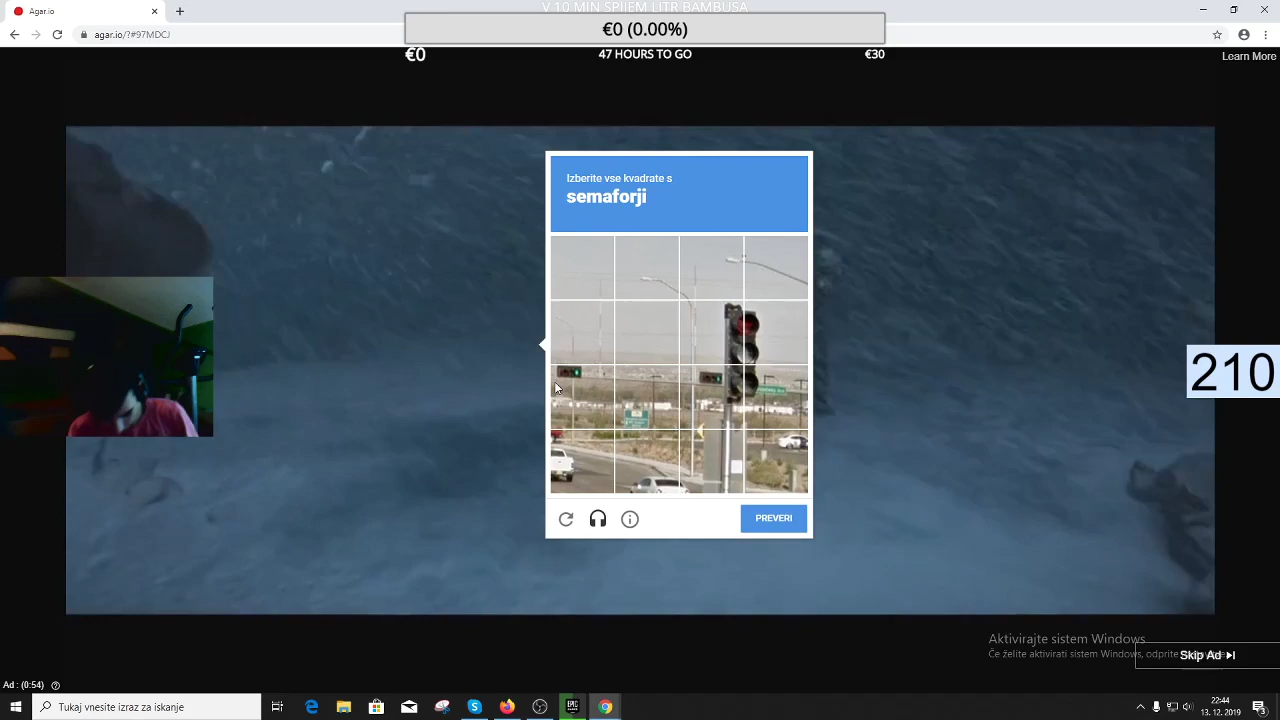 V 10 MIN SPIJEM LITR BAMBUSA
Agar.io
€0 (0.00%)
agar.io/?#97MDCJ
€0
47 HOURS TO GO
€30
Learn More
Izberite vse kvadrate s
semaforji
210
PREVERI
Aktivirajte sistem Windows
Če želite aktivirati sistem Windows, odprite
Skip Ad
Ad : (0:54)
Tukaj vnesite izraz za iskanje
EPIC
22:44
13. 12. 2019